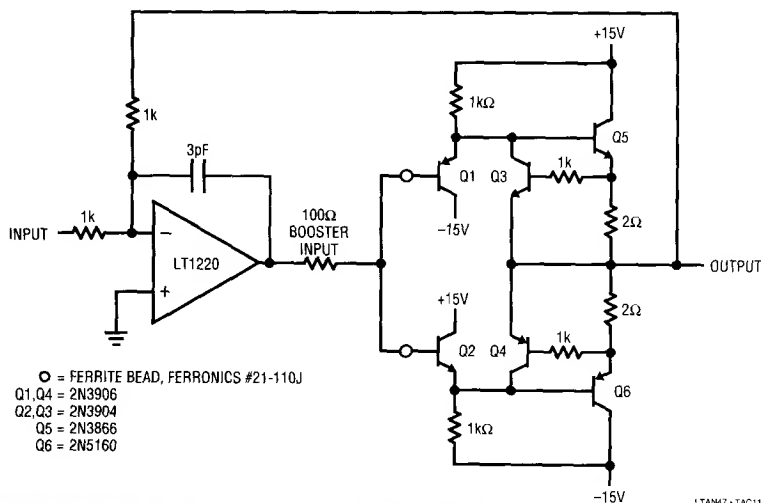 +15V
1kΩ
1k
Q5
3pF
Q1
Q3
1k
1k
INPUT
100Ω
BOOSTER
INPUT
2Ω
−15V
−
LT1220
+
OUTPUT
+15V
2Ω
Q2
Q4
1k
Q6
O = FERRITE BEAD, FERRONICS #21-110J
Q1,Q4 = 2N3906
Q2,Q3 = 2N3904
Q5 = 2N3866
Q6 = 2N5160
1kΩ
−15V
LTAN47 • TAC11